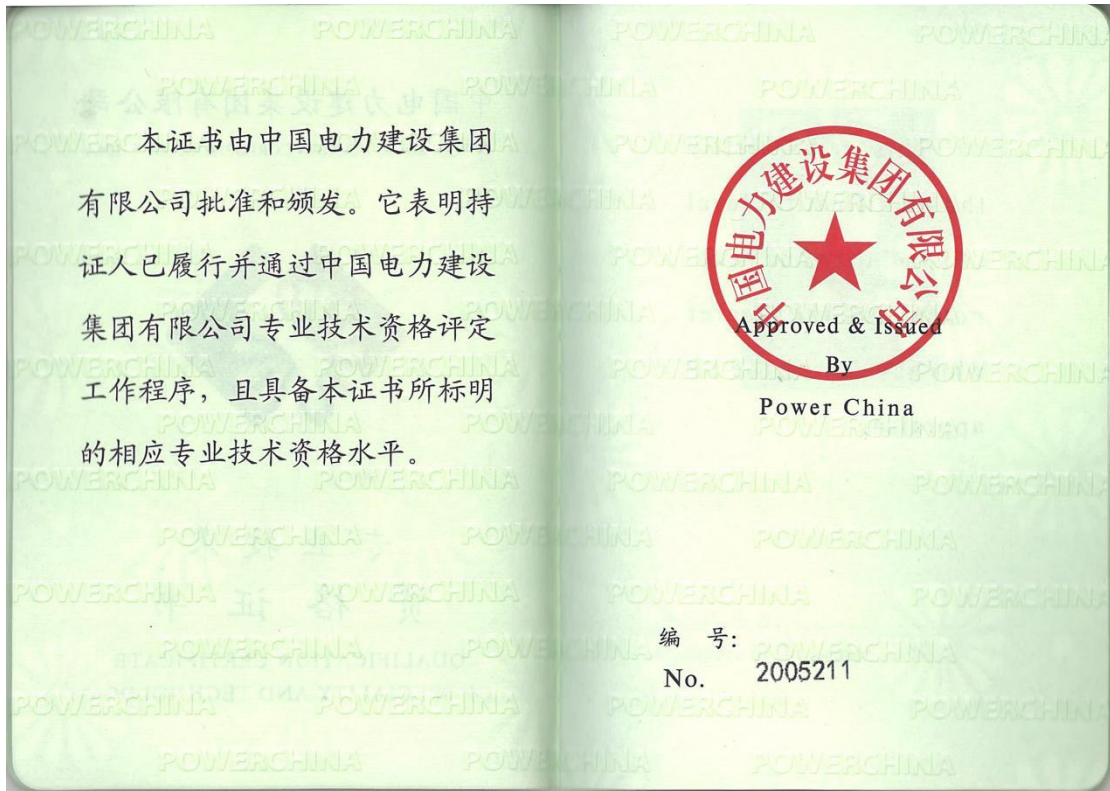 本证书由中国电力建设集团
有限公司批准和颁发。它表明持
证人已履行并通过中国电力建设
集团有限公司专业技术资格评定
工作程序，且具备本证书所标明
的相应专业技术资格水平。
中国电力建设集团有限公司
Approved & Issued
By
Power China
编 号:
No. 2005211
POWERCHINA